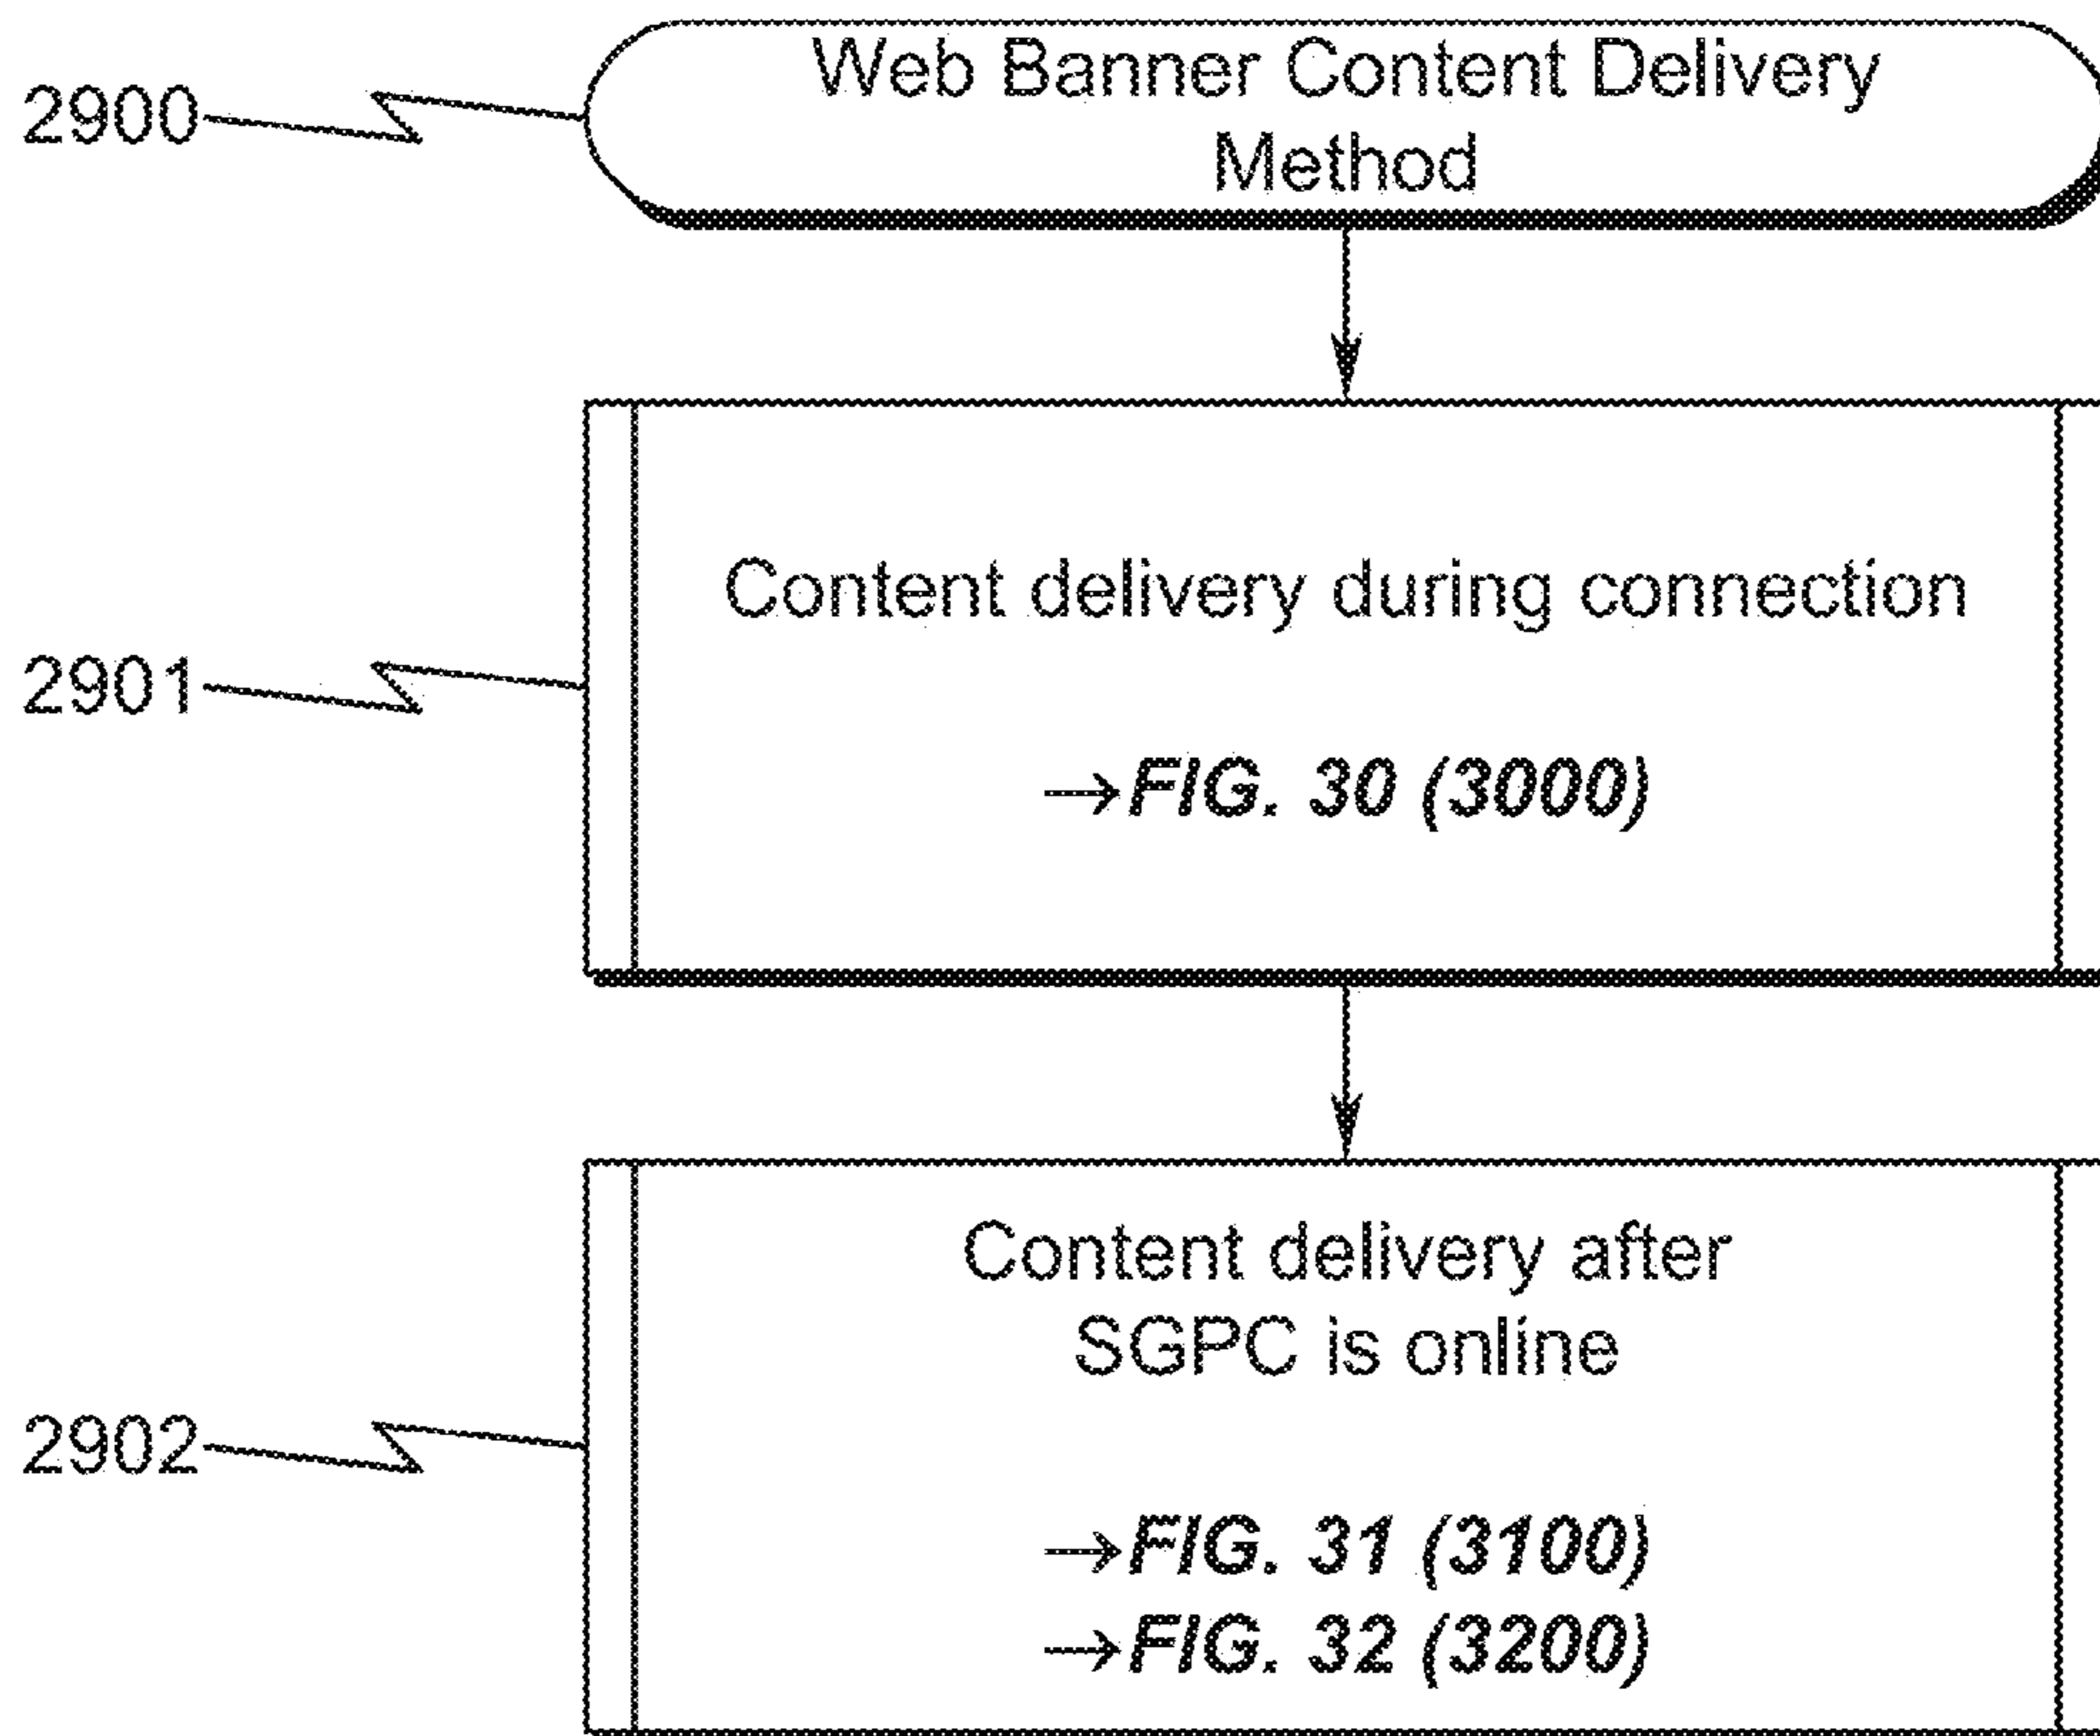 2900
Web Banner Content Delivery
Method
2901
Content delivery during connection
→FIG. 30 (3000)
2902
Content delivery after
SGPC is online
→FIG. 31 (3100)
→FIG. 32 (3200)